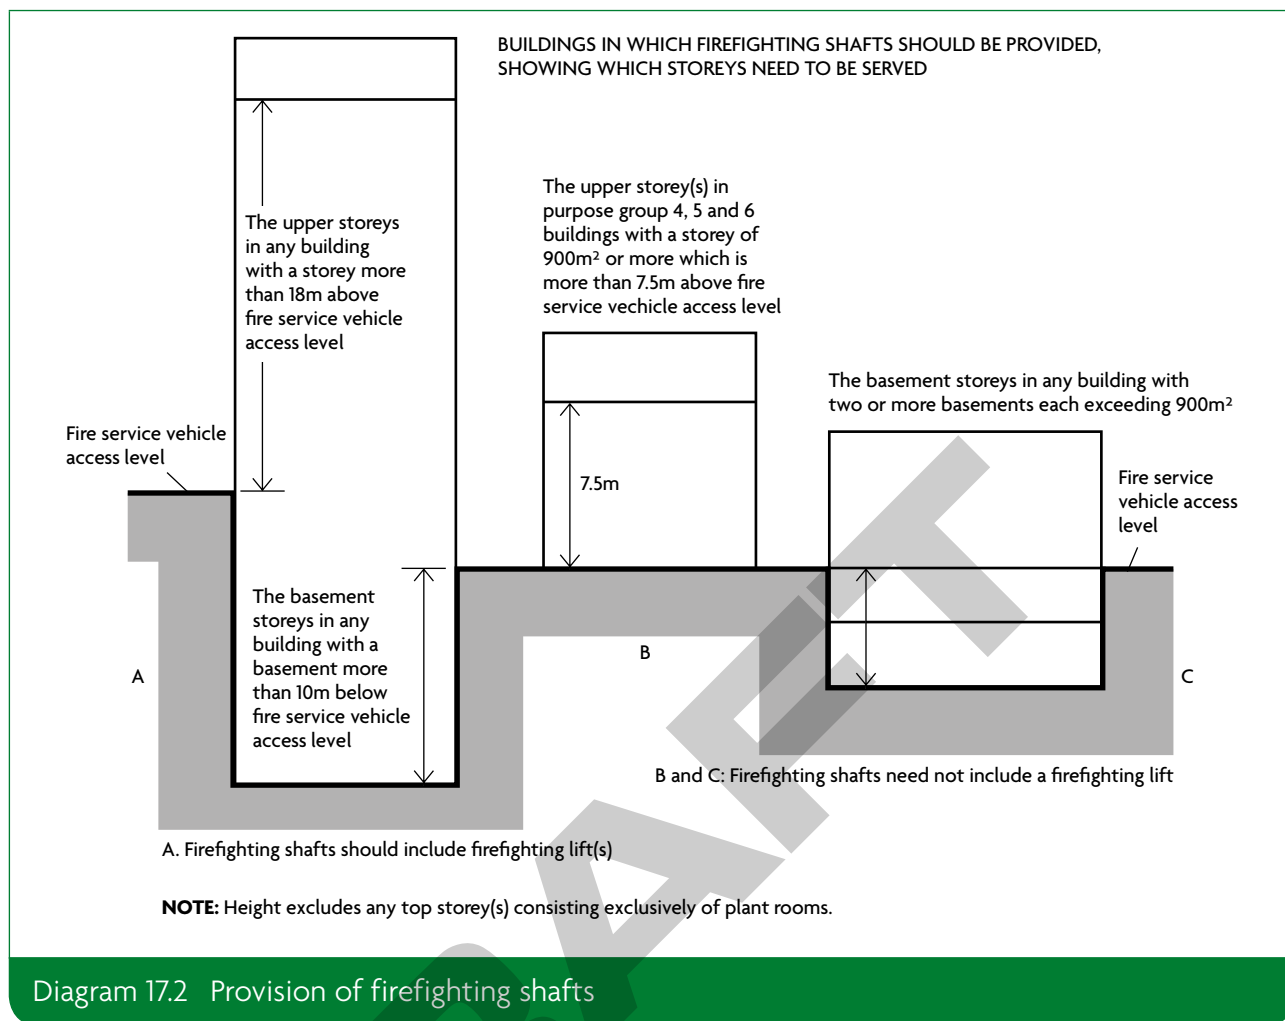 BUILDINGS IN WHICH FIREFIGHTING SHAFTS SHOULD BE PROVIDED,
SHOWING WHICH STOREYS NEED TO BE SERVED
The upper storeys
in any building
with a storey more
than 18m above
fire service vehicle
access level
The upper storey(s) in
purpose group 4, 5 and 6
buildings with a storey of
900m² or more which is
more than 7.5m above fire
service vechicle access level
The basement storeys in any building with
two or more basements each exceeding 900m²
Fire service vehicle
access level
7.5m
Fire service
vehicle access
level
The basement
storeys in any
building with a
basement more
than 10m below
fire service vehicle
access level
A
B
C
B and C: Firefighting shafts need not include a firefighting lift
A. Firefighting shafts should include firefighting lift(s)
NOTE: Height excludes any top storey(s) consisting exclusively of plant rooms.
DRAFT
Diagram 17.2 Provision of firefighting shafts